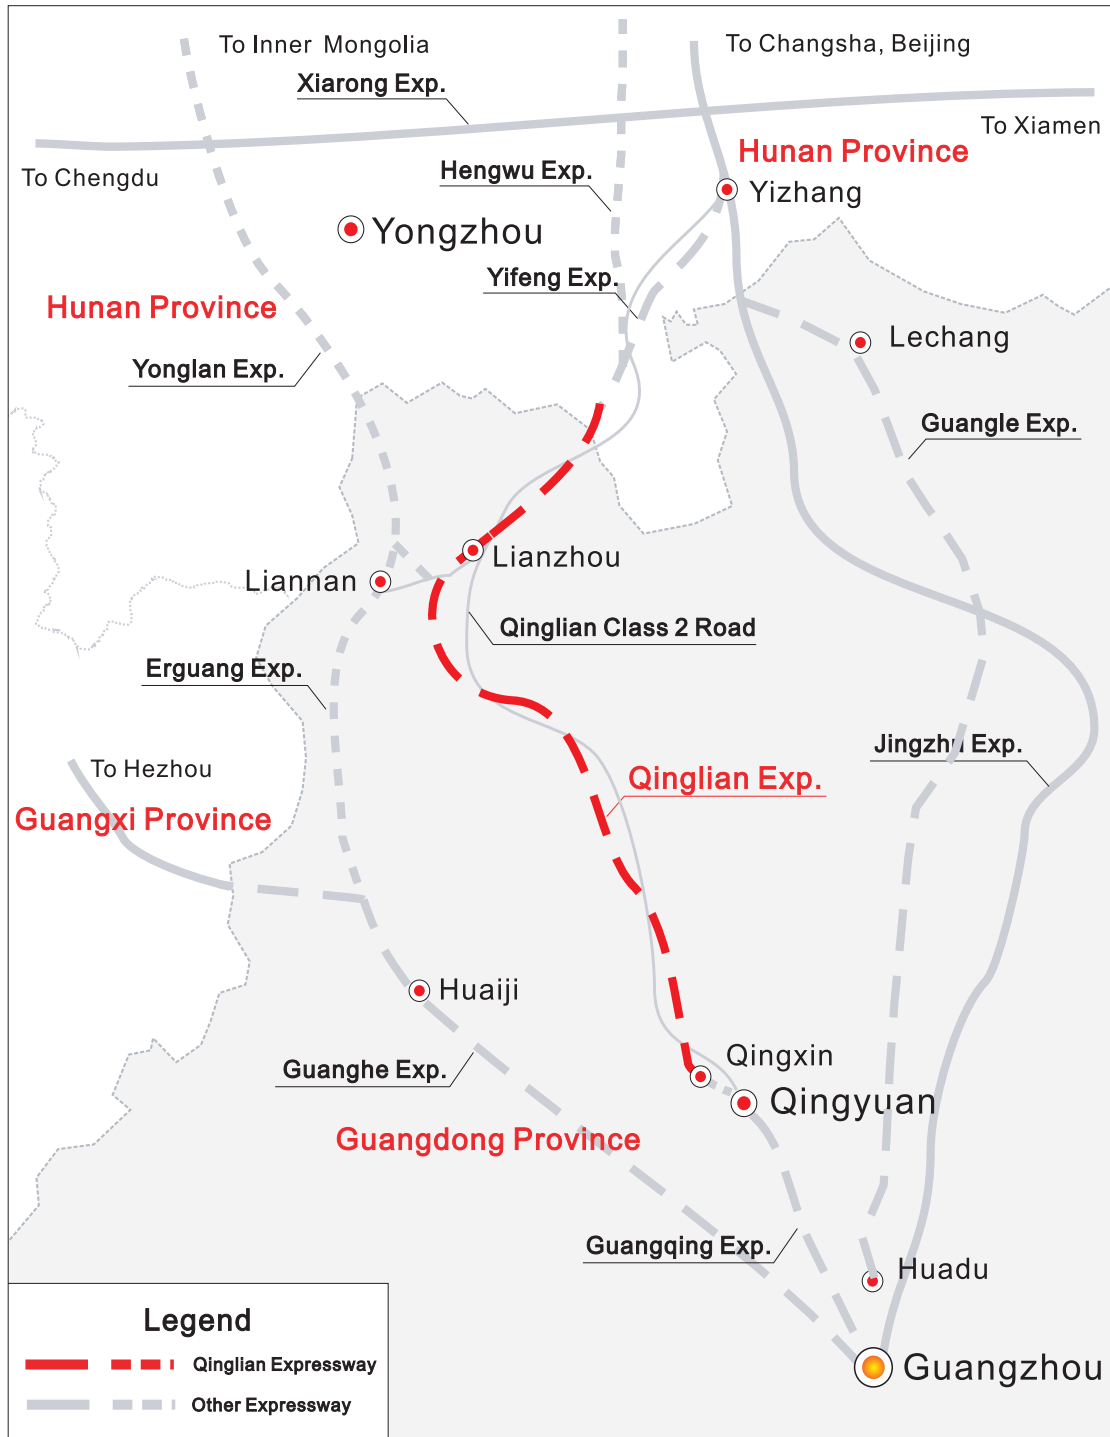 To Inner Mongolia
To Changsha, Beijing
Xiarong Exp.
To Xiamen
To Chengdu
Hunan Province
Hengwu Exp.
Yizhang
Yongzhou
Yifeng Exp.
Hunan Province
Lechang
Yonglan Exp.
Guangle Exp.
Lianzhou
Liannan
Qinglian Class 2 Road
Erguang Exp.
Jingzhu Exp.
To Hezhou
Qinglian Exp.
Guangxi Province
Huaiji
Qingxin
Guanghe Exp.
Qingyuan
Guangdong Province
Guangqing Exp.
Huadu
Legend
Qinglian Expressway
Guangzhou
Other Expressway